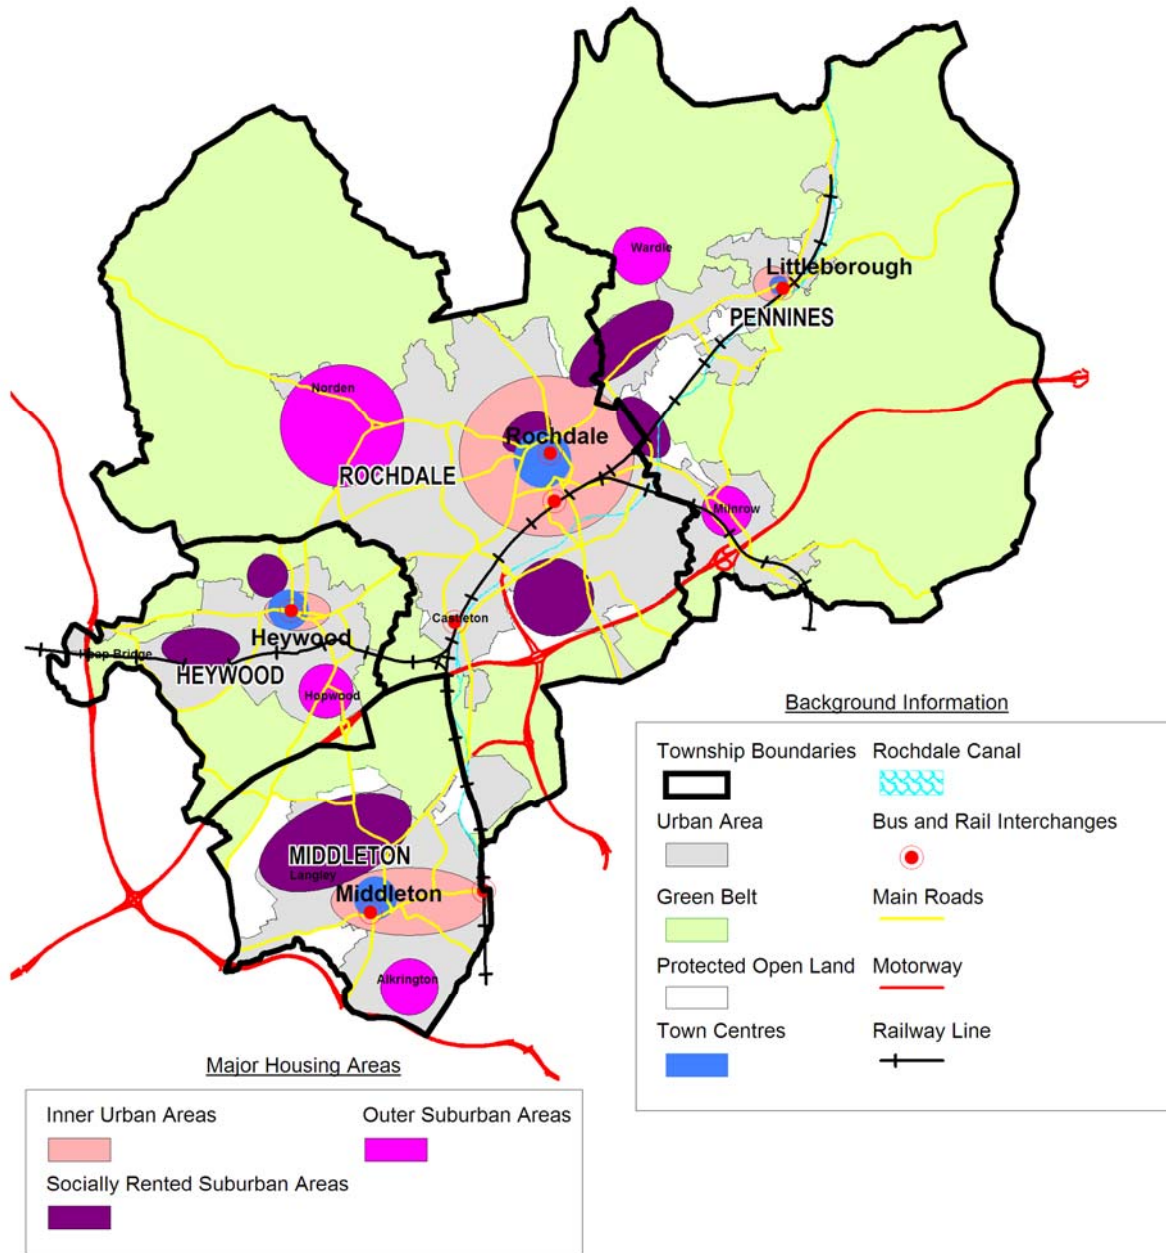 Wardle
Littleborough
PENNINES
Norden
Rochdale
ROCHDALE
Milnrow
Castleton
Heywood
Heap Bridge
HEYWOOD
Hopwood
MIDDLETON
Langley
Middleton
Alkrington
Background Information
Township Boundaries
Rochdale Canal
Urban Area
Bus and Rail Interchanges
Green Belt
Main Roads
Protected Open Land
Motorway
Town Centres
Railway Line
Major Housing Areas
Inner Urban Areas
Outer Suburban Areas
Socially Rented Suburban Areas